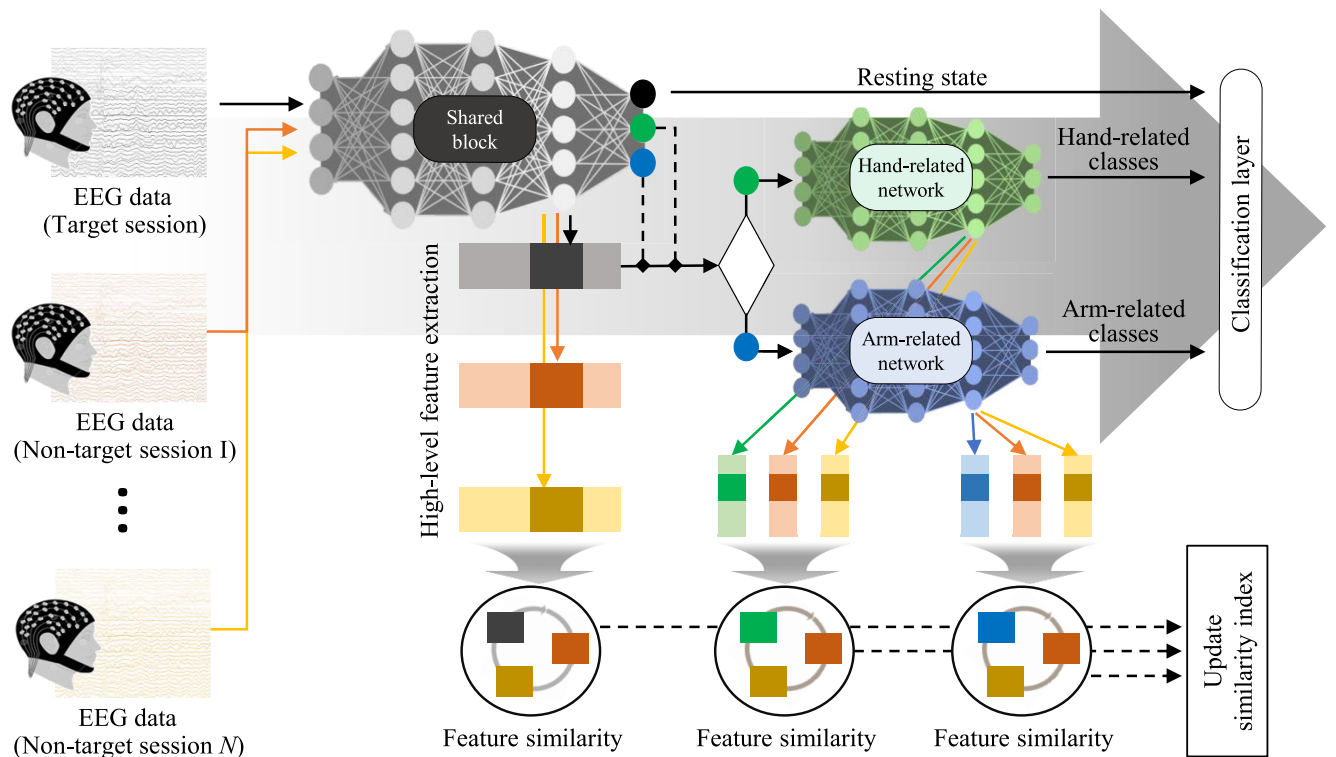 EEG data
(Target session)
EEG data
(Non-target session I)
EEG data
(Non-target session N)
Shared
block
High-level feature extraction
Resting state
Hand-related
network
Hand-related
classes
Arm-related
network
Arm-related
classes
Classification layer
Feature similarity
Feature similarity
Feature similarity
Update
similarity index